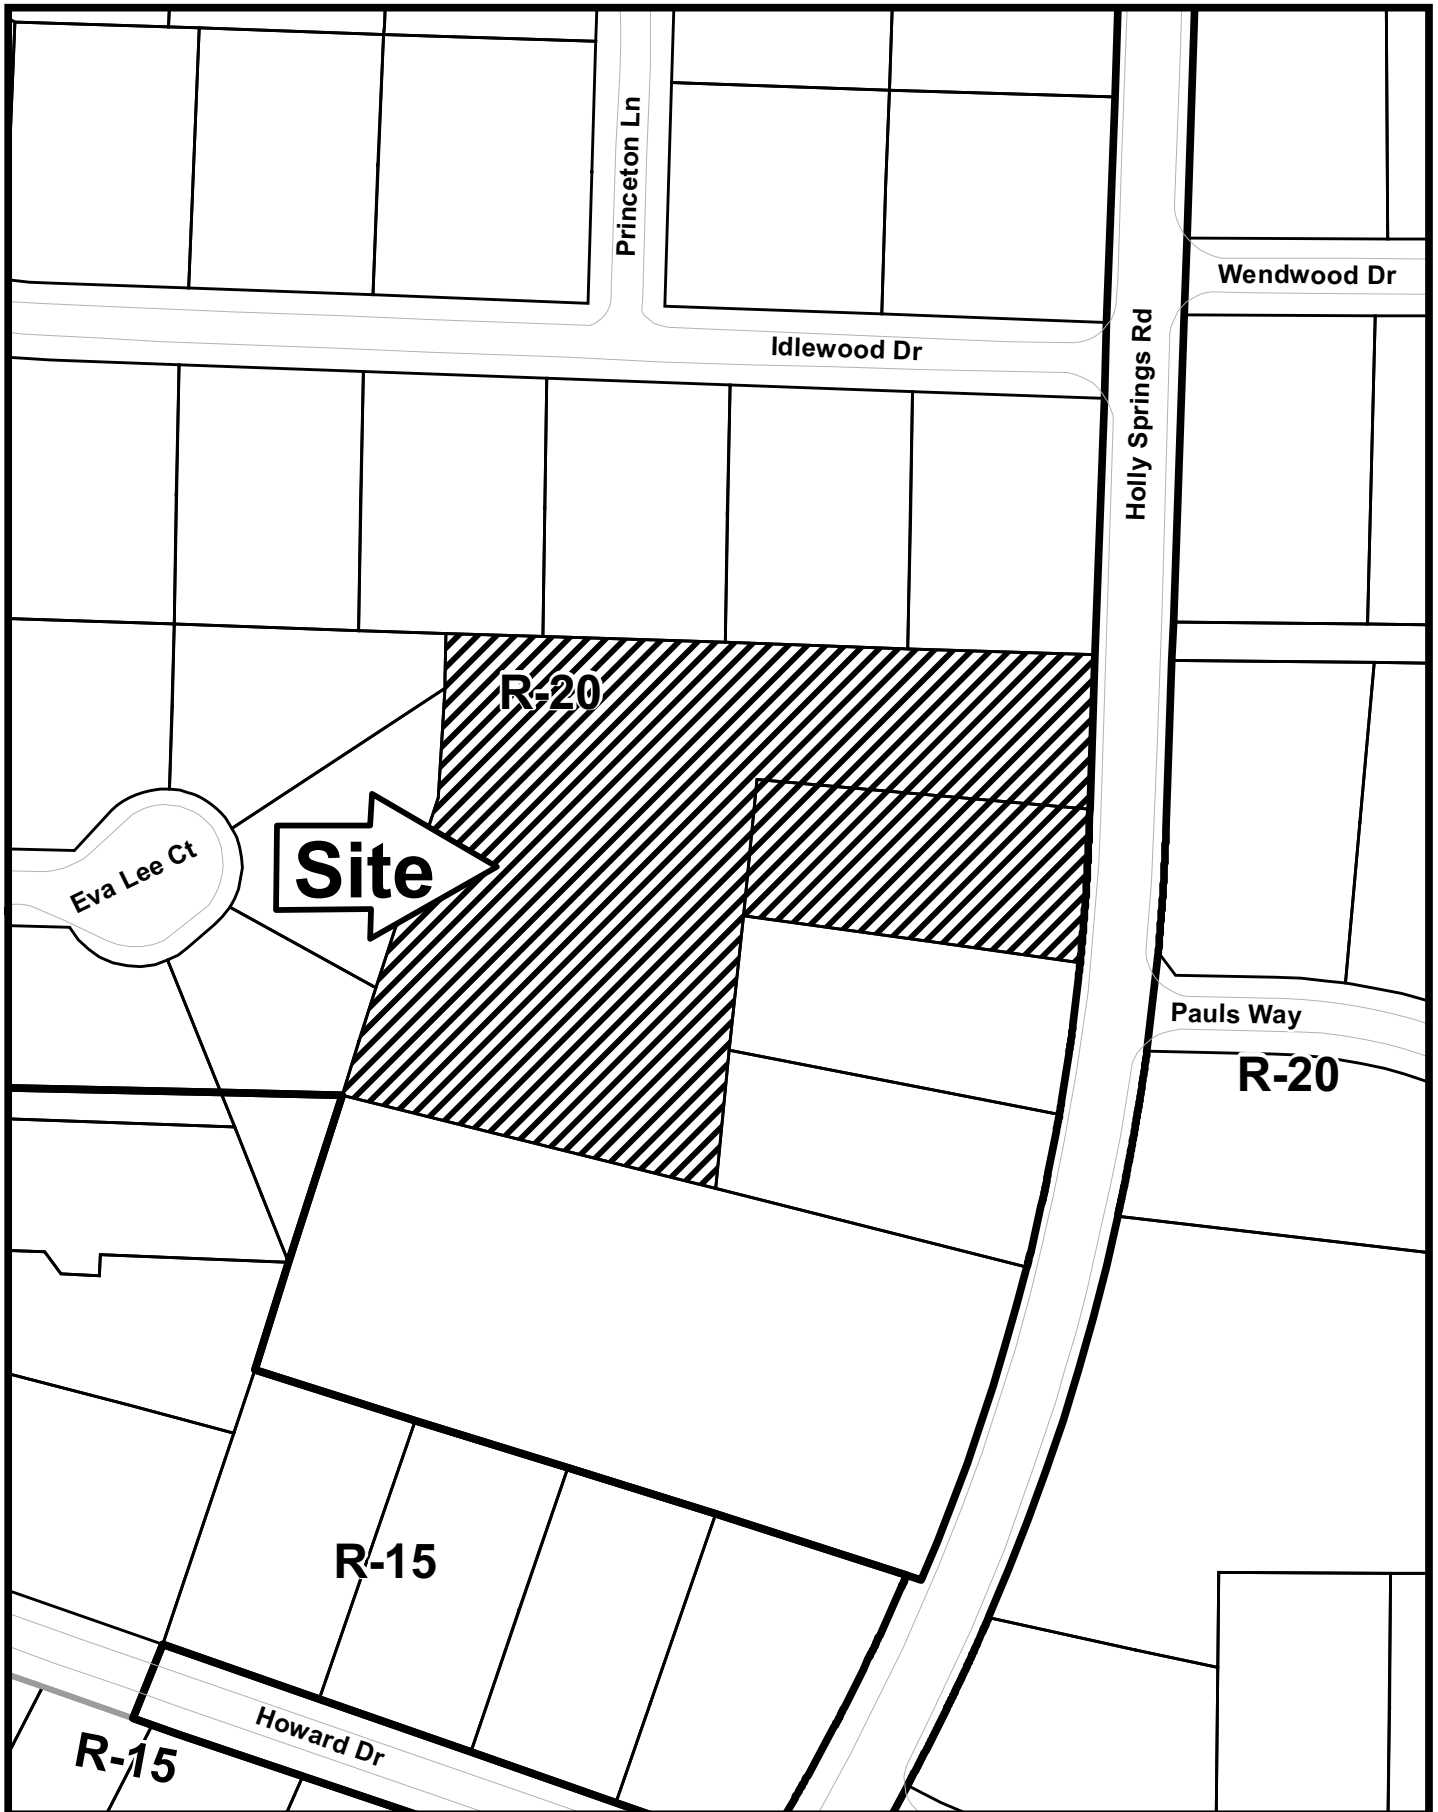 Princeton Ln
Wendwood Dr
Idlewood Dr
Holly Springs Rd
R-20
Site
Eva Lee Ct
Pauls Way
R-20
R-15
Howard Dr
R-15